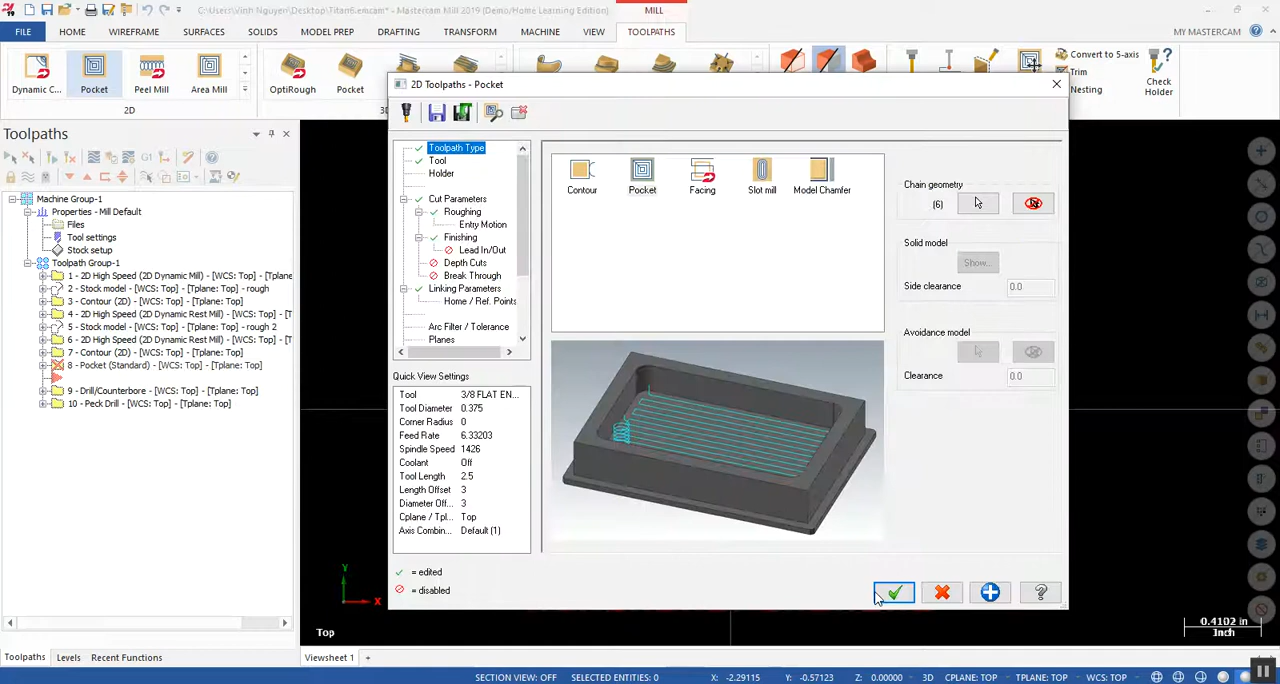 C:\Users\Vinh Nguyen\Desktop\Titan6.emcam* - Mastercam Mill 2019 (Demo/Home Learning Edition)
MILL
FILE HOME WIREFRAME SURFACES SOLIDS MODEL PREP DRAFTING TRANSFORM MACHINE VIEW TOOLPATHS MY MASTERCAM
Dynamic C... Pocket Peel Mill Area Mill OptiRough Pocket
Convert to 5-axis
Trim
Nesting
Check
Holder
2D
Toolpaths
Machine Group-1
Properties - Mill Default
Files
Tool settings
Stock setup
Toolpath Group-1
1 - 2D High Speed (2D Dynamic Mill) - [WCS: Top] - [Tplane
2 - Stock model - [WCS: Top] - [Tplane: Top] - rough
3 - Contour (2D) - [WCS: Top] - [Tplane: Top]
4 - 2D High Speed (2D Dynamic Rest Mill) - [WCS: Top] - [T
5 - Stock model - [WCS: Top] - [Tplane: Top] - rough 2
6 - 2D High Speed (2D Dynamic Rest Mill) - [WCS: Top] - [T
7 - Contour (2D) - [WCS: Top] - [Tplane: Top]
8 - Pocket (Standard) - [WCS: Top] - [Tplane: Top]
9 - Drill/Counterbore - [WCS: Top] - [Tplane: Top]
10 - Peck Drill - [WCS: Top] - [Tplane: Top]
2D Toolpaths - Pocket
Toolpath Type
Tool
Holder
Cut Parameters
Roughing
Entry Motion
Finishing
Lead In/Out
Depth Cuts
Break Through
Linking Parameters
Home / Ref. Points
Arc Filter / Tolerance
Planes
Quick View Settings
Tool 3/8 FLAT EN...
Tool Diameter 0.375
Corner Radius 0
Feed Rate 6.33203
Spindle Speed 1426
Coolant Off
Tool Length 2.5
Length Offset 3
Diameter Off... 3
Cplane / Tpl... Top
Axis Combin... Default (1)
= edited
= disabled
Contour Pocket Facing Slot mill Model Chamfer
Chain geometry
(6)
Solid model
Show...
Side clearance 0.0
Avoidance model
Clearance 0.0
?
Y
X
Top
0.4102 in
Inch
Toolpaths Levels Recent Functions
Viewsheet 1 +
SECTION VIEW: OFF SELECTED ENTITIES: 0 X: -2.29115 Y: -0.57123 Z: 0.00000 3D CPLANE: TOP TPLANE: TOP WCS: TOP